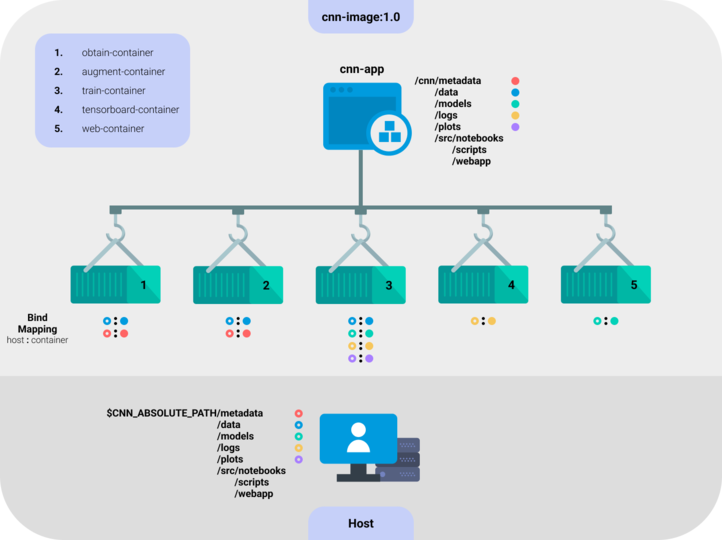 cnn-image:1.0
1. obtain-container
2. augment-container
3. train-container
4. tensorboard-container
5. web-container
cnn-app
/cnn/metadata
/data
/models
/logs
/plots
/src/notebooks
/scripts
/webapp
1
2
3
4
5
Bind
Mapping
host : container
$CNN_ABSOLUTE_PATH/metadata
/data
/models
/logs
/plots
/src/notebooks
/scripts
/webapp
Host